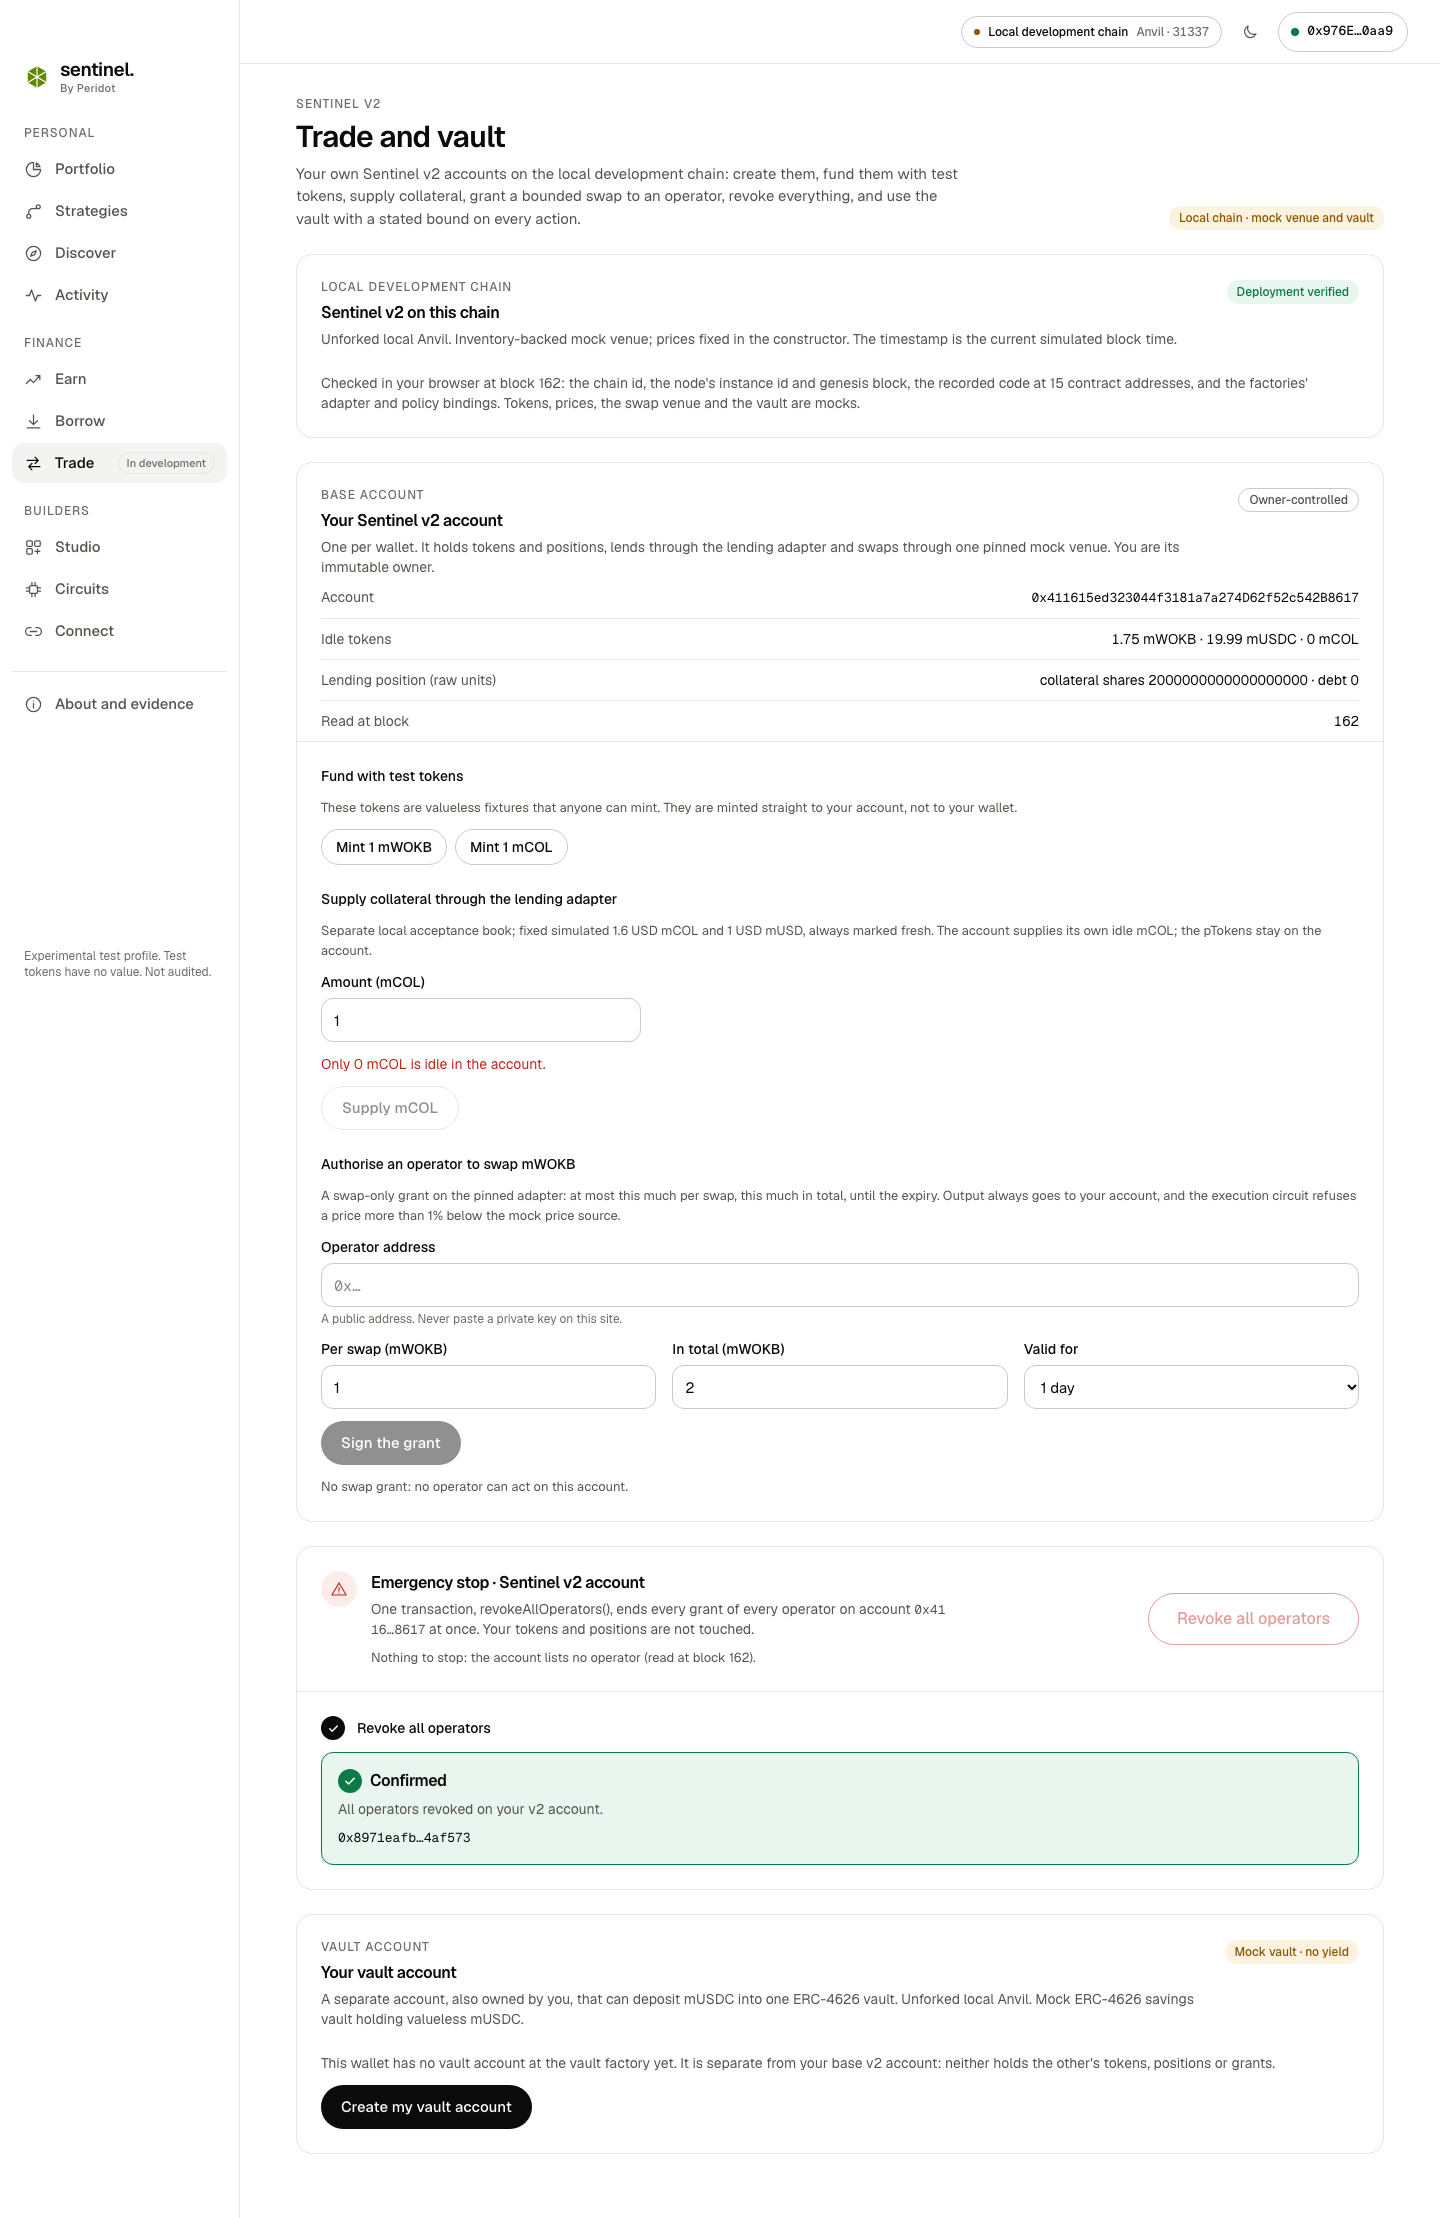 Local development chain Anvil · 31337
0x976E…0aa9
sentinel.
By Peridot
PERSONAL
Portfolio
Strategies
Discover
Activity
FINANCE
Earn
Borrow
Trade In development
BUILDERS
Studio
Circuits
Connect
About and evidence
Experimental test profile. Test
tokens have no value. Not audited.
SENTINEL V2
Trade and vault
Your own Sentinel v2 accounts on the local development chain: create them, fund them with test
tokens, supply collateral, grant a bounded swap to an operator, revoke everything, and use the
vault with a stated bound on every action.
Local chain · mock venue and vault
LOCAL DEVELOPMENT CHAIN
Deployment verified
Sentinel v2 on this chain
Unforked local Anvil. Inventory-backed mock venue; prices fixed in the constructor. The timestamp is the current simulated block time.
Checked in your browser at block 162: the chain id, the node's instance id and genesis block, the recorded code at 15 contract addresses, and the factories'
adapter and policy bindings. Tokens, prices, the swap venue and the vault are mocks.
BASE ACCOUNT
Owner-controlled
Your Sentinel v2 account
One per wallet. It holds tokens and positions, lends through the lending adapter and swaps through one pinned mock venue. You are its
immutable owner.
Account 0x411615ed323044f3181a7a274D62f52c542B8617
Idle tokens 1.75 mWOKB · 19.99 mUSDC · 0 mCOL
Lending position (raw units) collateral shares 2000000000000000000 · debt 0
Read at block 162
Fund with test tokens
These tokens are valueless fixtures that anyone can mint. They are minted straight to your account, not to your wallet.
Mint 1 mWOKB Mint 1 mCOL
Supply collateral through the lending adapter
Separate local acceptance book; fixed simulated 1.6 USD mCOL and 1 USD mUSD, always marked fresh. The account supplies its own idle mCOL; the pTokens stay on the
account.
Amount (mCOL)
1
Only 0 mCOL is idle in the account.
Supply mCOL
Authorise an operator to swap mWOKB
A swap-only grant on the pinned adapter: at most this much per swap, this much in total, until the expiry. Output always goes to your account, and the execution circuit refuses
a price more than 1% below the mock price source.
Operator address
0x…
A public address. Never paste a private key on this site.
Per swap (mWOKB) In total (mWOKB) Valid for
1 2 1 day
Sign the grant
No swap grant: no operator can act on this account.
Emergency stop · Sentinel v2 account
One transaction, revokeAllOperators(), ends every grant of every operator on account 0x41
16…8617 at once. Your tokens and positions are not touched.
Nothing to stop: the account lists no operator (read at block 162).
Revoke all operators
Revoke all operators
Confirmed
All operators revoked on your v2 account.
0x8971eafb…4af573
VAULT ACCOUNT
Mock vault · no yield
Your vault account
A separate account, also owned by you, that can deposit mUSDC into one ERC-4626 vault. Unforked local Anvil. Mock ERC-4626 savings
vault holding valueless mUSDC.
This wallet has no vault account at the vault factory yet. It is separate from your base v2 account: neither holds the other's tokens, positions or grants.
Create my vault account